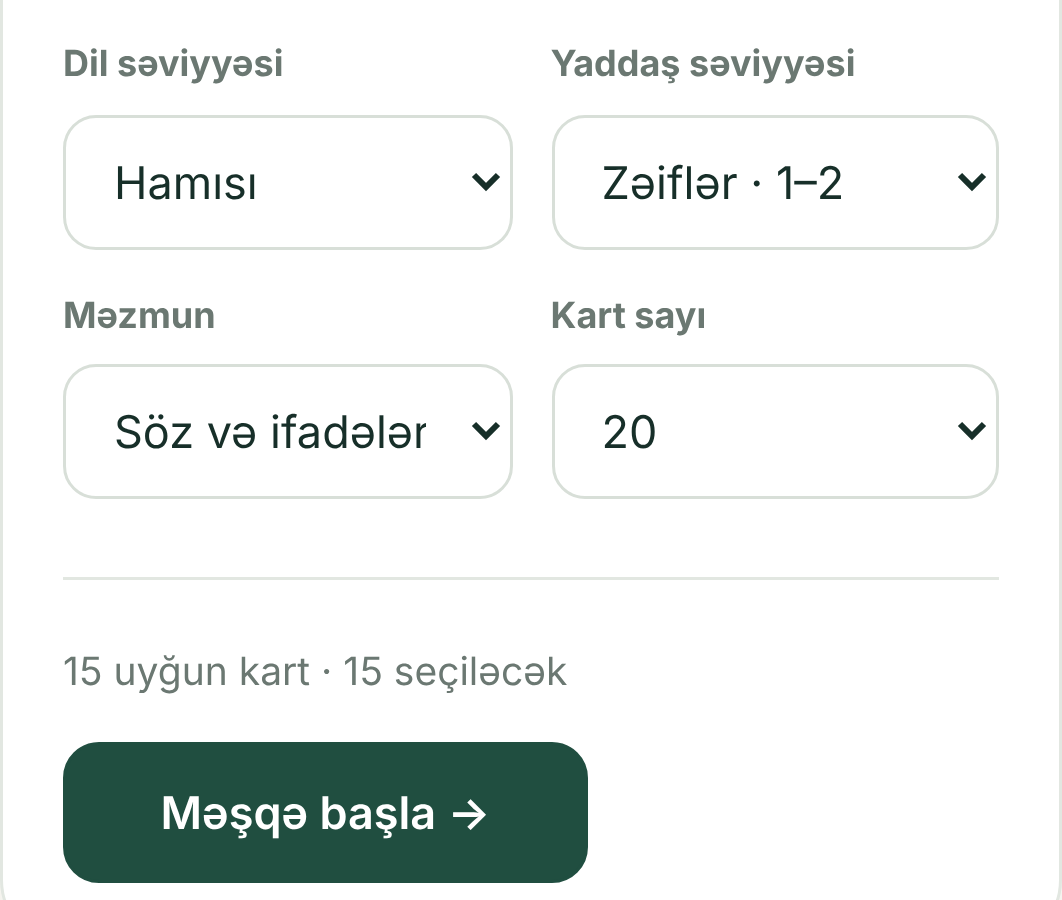 Dil səviyyəsi
Yaddaş səviyyəsi
Hamısı
Zəiflər · 1–2
Məzmun
Kart sayı
Söz və ifadələr
20
15 uyğun kart · 15 seçiləcək
Məşqə başla →